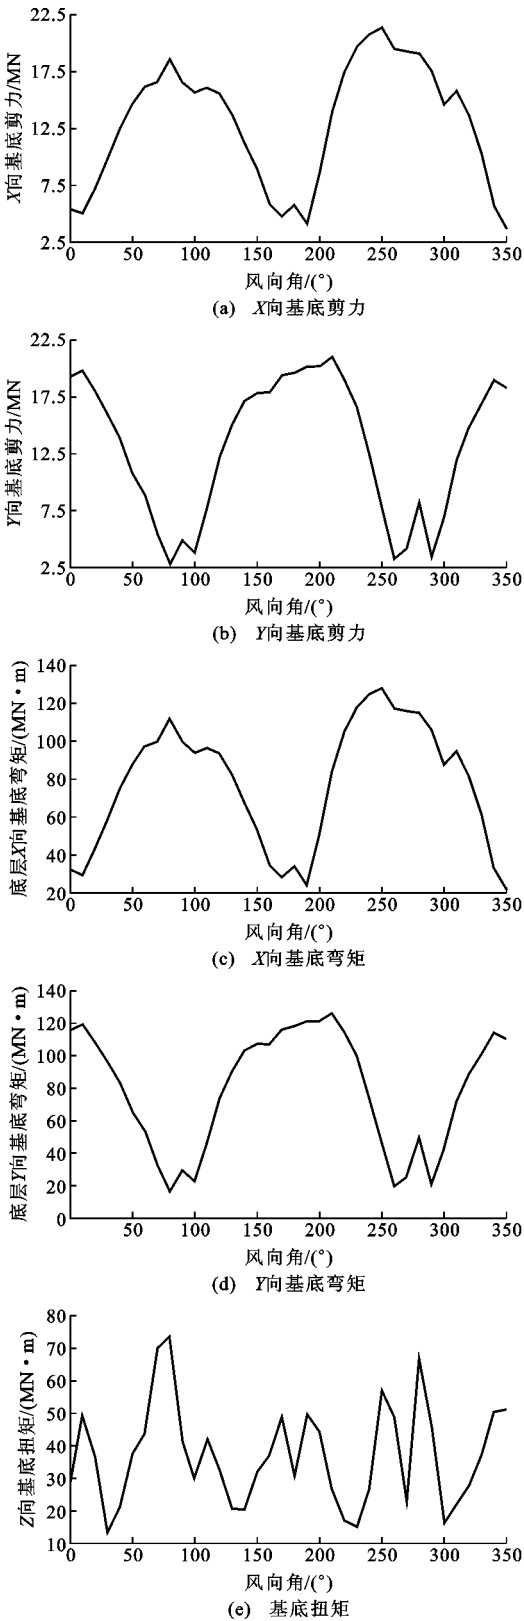 22.5
17.5
12.5
7.5
2.5
X向基底剪力/MN
0 50 100 150 200 250 300 350
风向角/(°)
(a) X向基底剪力
22.5
17.5
12.5
7.5
2.5
Y向基底剪力/MN
0 50 100 150 200 250 300 350
风向角/(°)
(b) Y向基底剪力
140
120
100
80
60
40
20
底层X向基底弯矩/(MN·m)
0 50 100 150 200 250 300 350
风向角/(°)
(c) X向基底弯矩
140
120
100
80
60
40
20
0
底层Y向基底弯矩/(MN·m)
0 50 100 150 200 250 300 350
风向角/(°)
(d) Y向基底弯矩
80
70
60
50
40
30
20
10
Z向基底扭矩/(MN·m)
0 50 100 150 200 250 300 350
风向角/(°)
(e) 基底扭矩